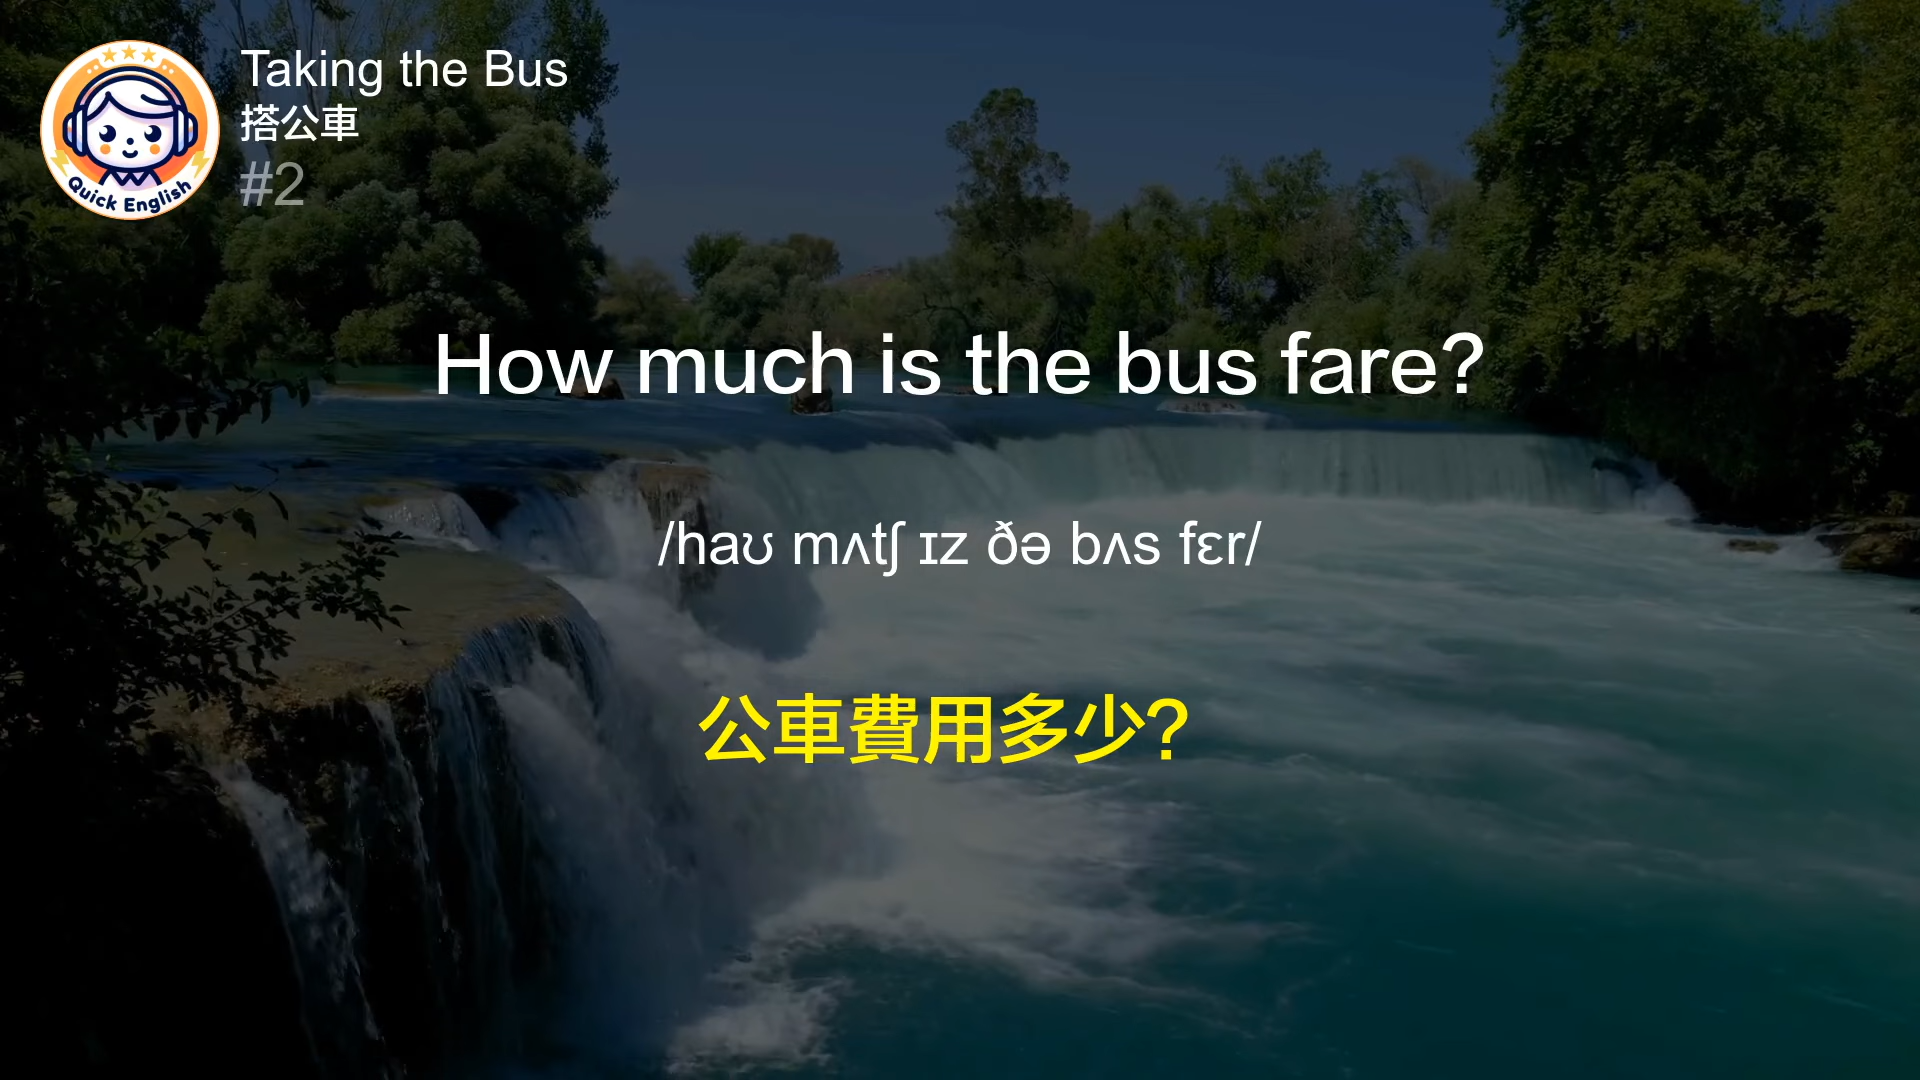 Quick English
Taking the Bus
搭公車
#2
How much is the bus fare?
/haʊ mʌtʃ ɪz ðə bʌs fɛr/
公車費用多少?